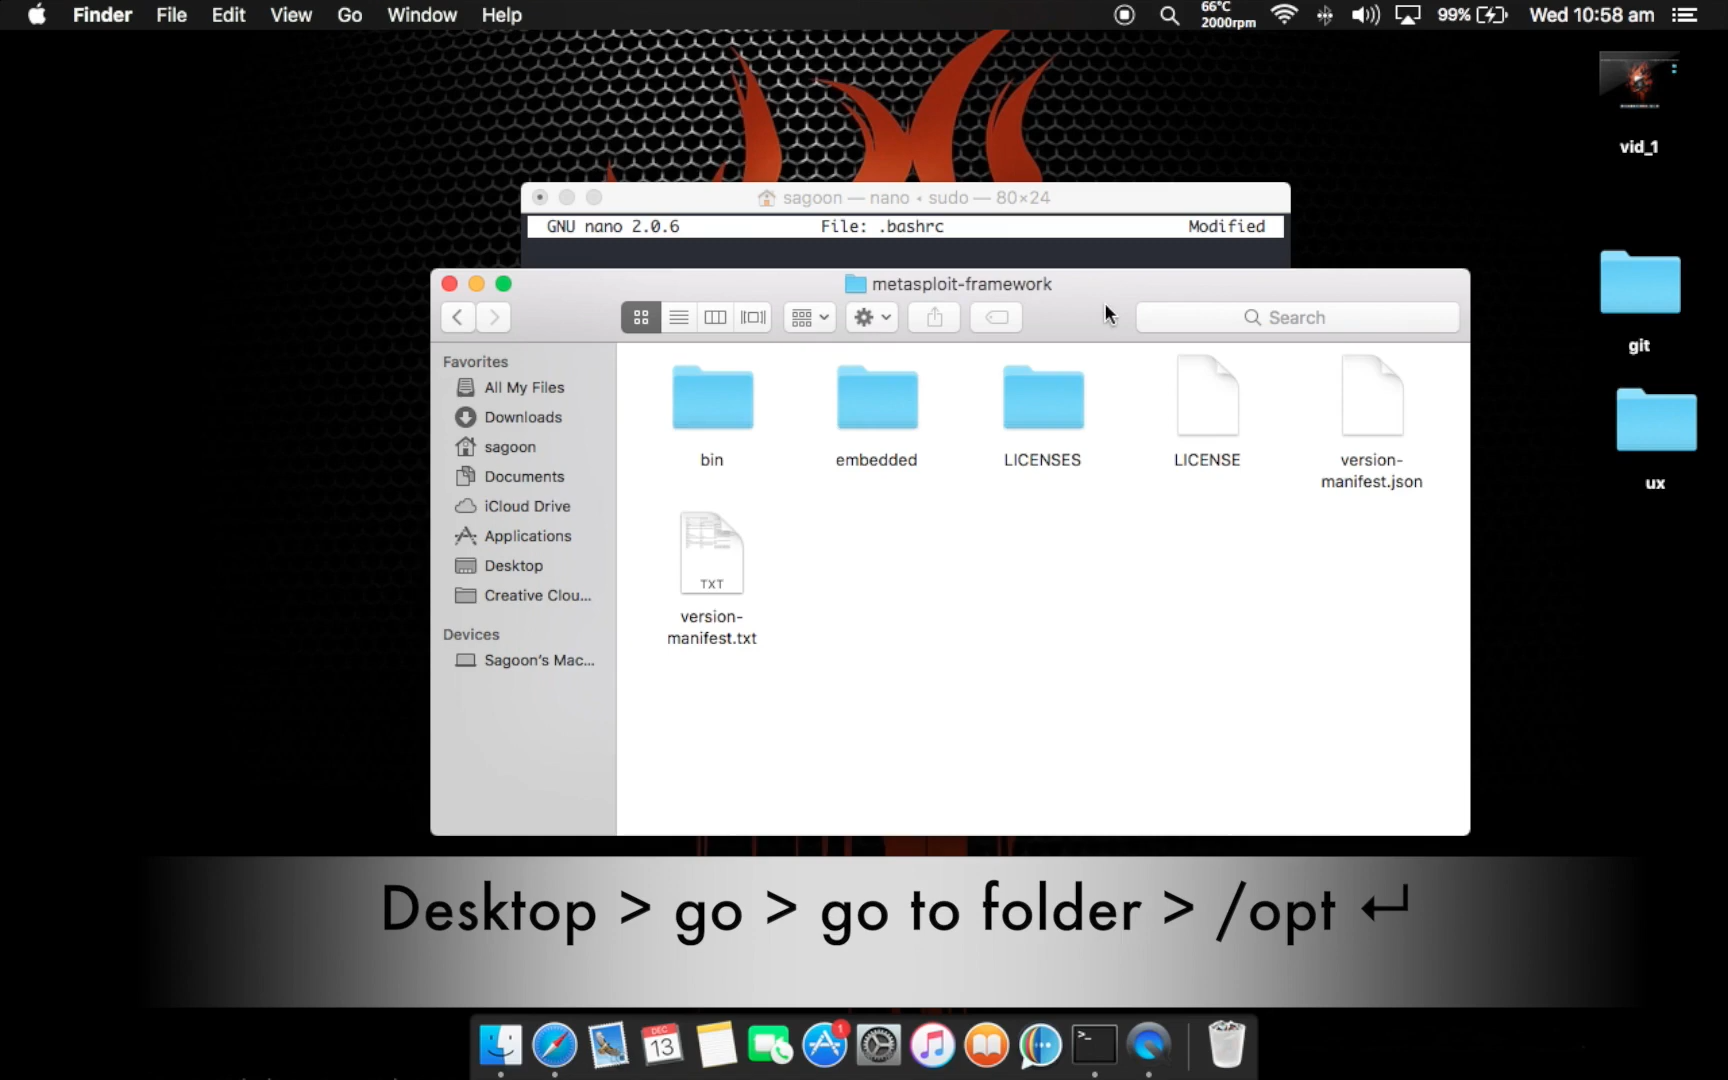 Finder File Edit View Go Window Help 66°C 2000rpm 99% Wed 10:58 am
vid_1
sagoon — nano ◂ sudo — 80×24
GNU nano 2.0.6 File: .bashrc Modified
metasploit-framework
Search
git
ux
Favorites
All My Files
Downloads
sagoon
Documents
iCloud Drive
Applications
Desktop
Creative Clou...
Devices
Sagoon's Mac...
bin embedded LICENSES LICENSE version-
manifest.json
TXT
version-
manifest.txt
Desktop > go > go to folder > /opt ↵
DEC
13
1
>_